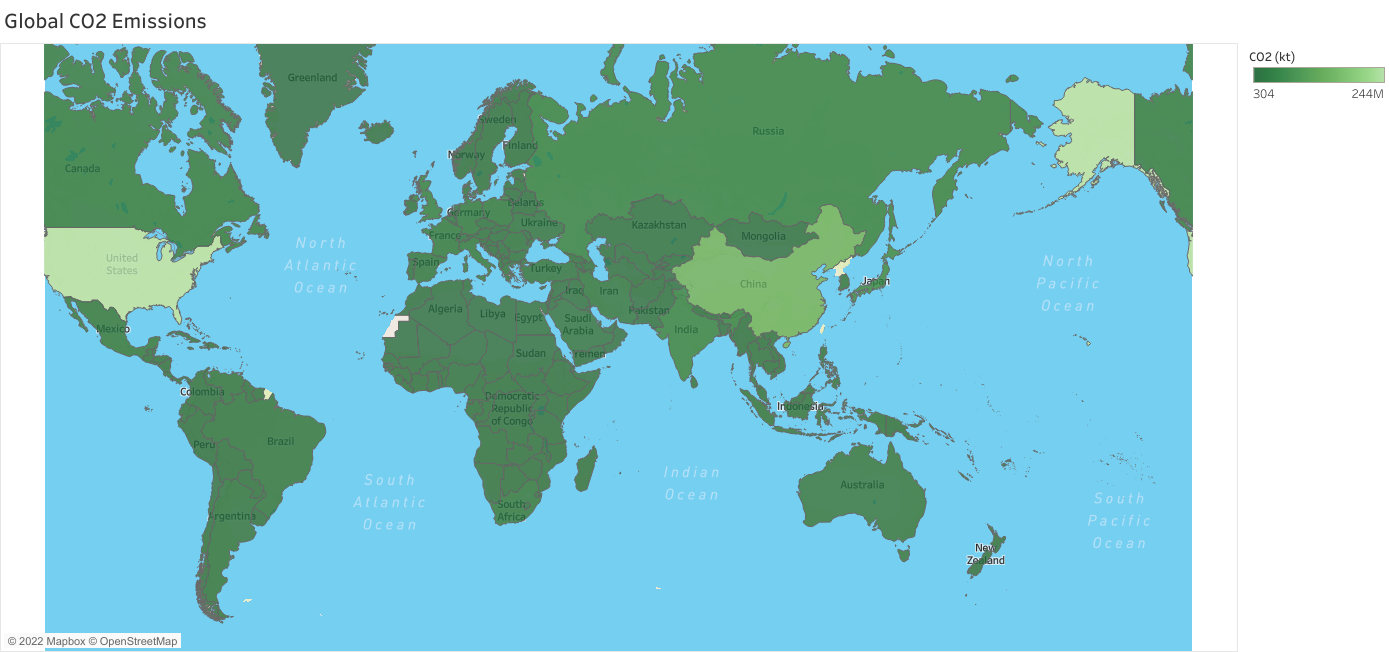 Global CO2 Emissions
CO2 (kt)
304
244M
Greenland
Sweden
Finland
Norway
Russia
Canada
Belarus
Germany
Ukraine
Kazakhstan
France
Mongolia
North
Atlantic
Ocean
United
States
Spain
Turkey
North
Pacific
Ocean
China
Japan
Iraq
Iran
Algeria
Libya
Egypt
Pakistan
Saudi
Arabia
India
Mexico
Sudan
Yemen
Colombia
Democratic
Republic
of Congo
Indonesia
Peru
Brazil
South
Atlantic
Ocean
Indian
Ocean
Australia
South
Pacific
Ocean
South
Africa
Argentina
New
Zealand
© 2022 Mapbox © OpenStreetMap